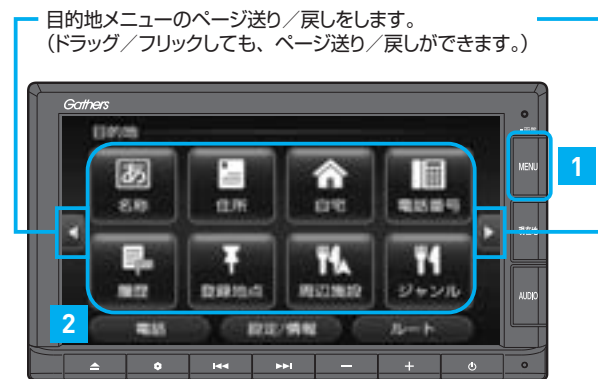 目的地メニューのページ送り／戻しをします。
（ドラッグ／フリックしても、ページ送り／戻しができます。）
Gathers
目的地
MENU
1
あ
名称
住所
自宅
電話番号
現在地
履歴
登録地点
周辺施設
ジャンル
AUDIO
2
電話
設定/情報
ルート